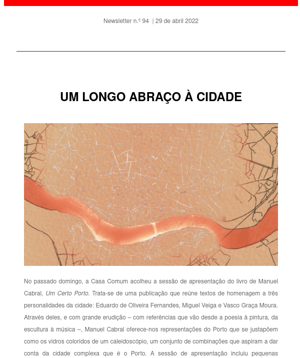 Newsletter n.º 94 | 29 de abril 2022
UM LONGO ABRAÇO À CIDADE
No passado domingo, a Casa Comum acolheu a sessão de apresentação do livro de Manuel
Cabral, Um Certo Porto. Trata-se de uma publicação que reúne textos de homenagem a três
personalidades da cidade: Eduardo de Oliveira Fernandes, Miguel Veiga e Vasco Graça Moura.
Através deles, e com grande erudição – com referências que vão desde a poesia à pintura, da
escultura à música –, Manuel Cabral oferece-nos representações do Porto que se justapõem
como os vidros coloridos de um caleidoscópio, um conjunto de combinações que aspiram a dar
conta da cidade complexa que é o Porto. A sessão de apresentação incluiu pequenas